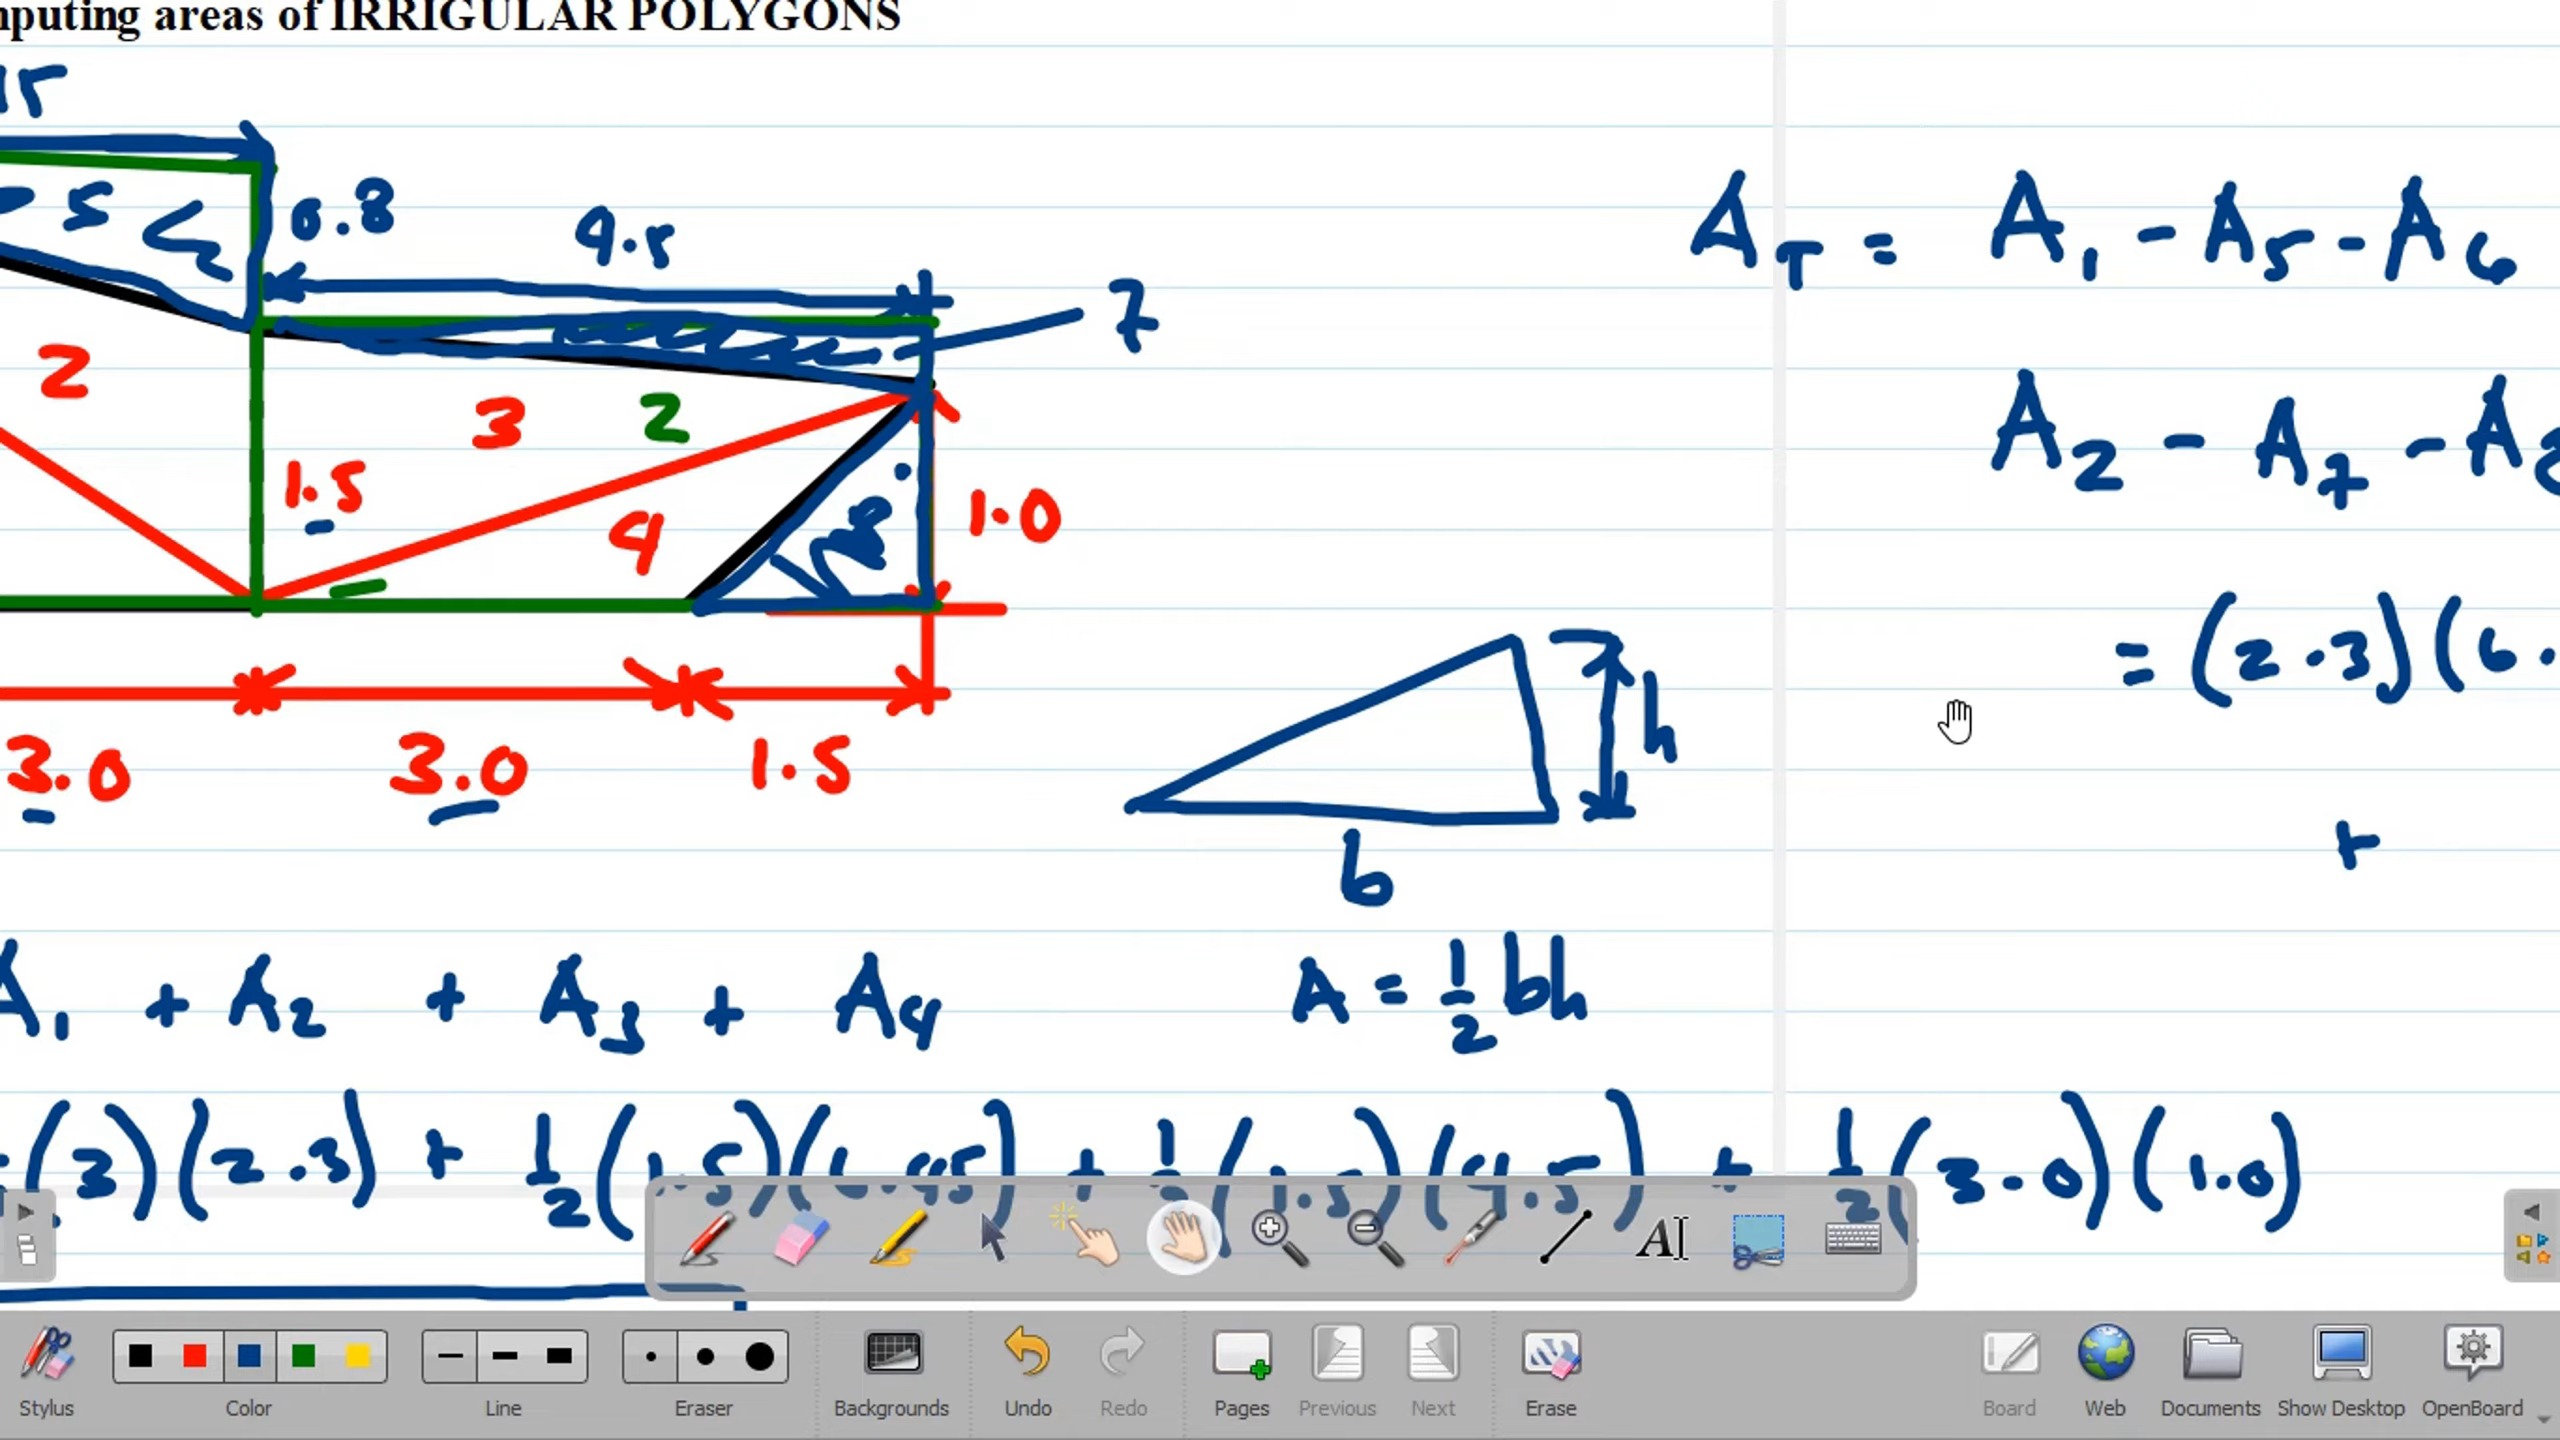 mputing areas of IRRIGULAR POLYGONS
5
0.8
4.5
7
2
3
2
1.5
4
8
1.0
3.0
3.0
1.5
h
b
A = 1/2 bh
A1 + A2 + A3 + A4
(3)(2.3) + 1/2 (1.5)(6.45) + 1/2 (1.5)(4.5) + 1/2 (3.0)(1.0)
AT = A1 - A5 - A6
A2 - A7 - A8
= (2.3)(6.
+
Stylus
Color
Line
Eraser
Backgrounds
Undo
Redo
Pages
Previous
Next
Erase
Board
Web
Documents
Show Desktop
OpenBoard